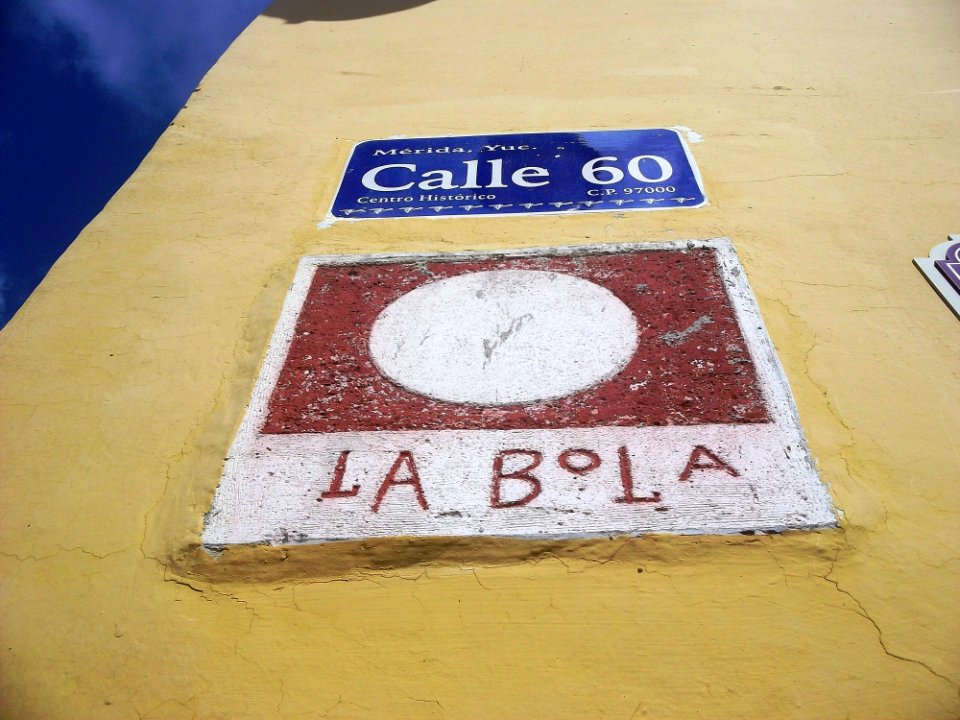 Mérida, Yuc.
Calle 60
Centro Histórico C.P. 97000
LA BOLA